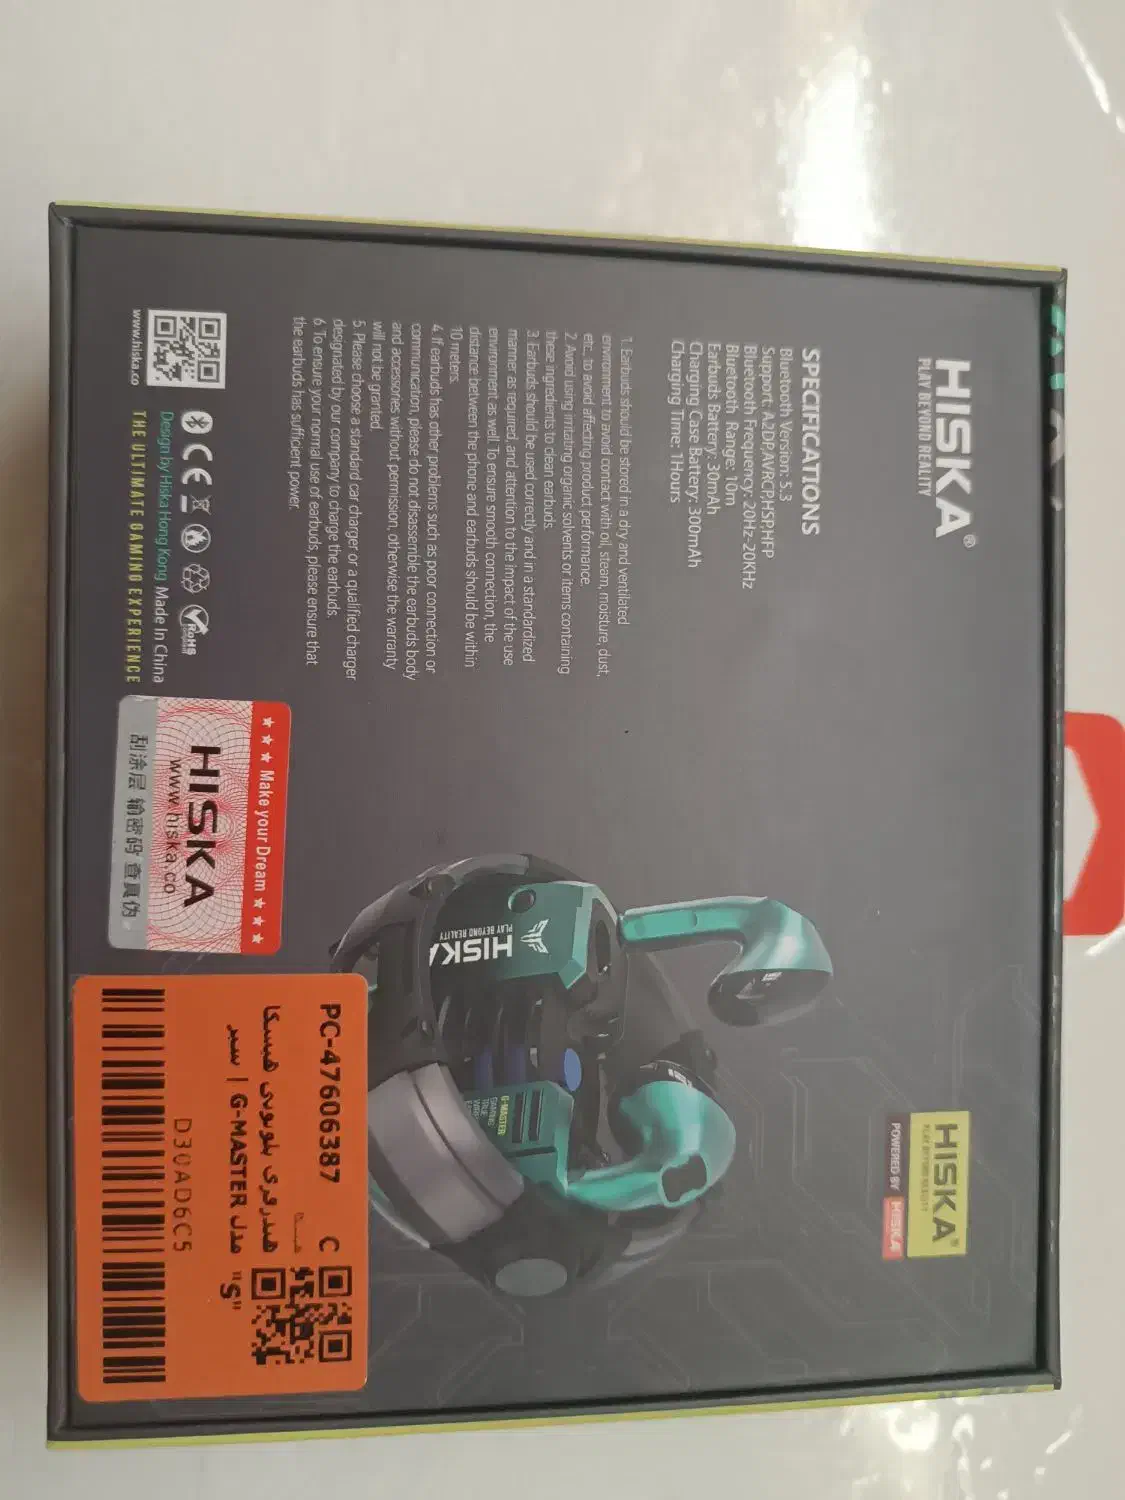 HISKA®
PLAY BEYOND REALITY
SPECIFICATIONS
Bluetooth Version: 5.3
Support: A2DP,AVRCP,HSP,HFP
Bluetooth Frequency: 20Hz-20KHz
Bluetooth Range: 10m
Earbuds Battery: 30mAh
Charging Case Battery: 300mAh
Charging Time: 1Hours
1. Earbuds should be stored in a dry and ventilated
environment to avoid contact with oil, steam, moisture, dust,
etc, to avoid affecting product performance.
2. Avoid using irritating organic solvents or items containing
these ingredients to clean earbuds.
3. Earbuds should be used correctly and in a standardized
manner as required, and attention to the impact of the use
environment as well. To ensure smooth connection, the
distance between the phone and earbuds should be within
10 meters.
4. If earbuds has other problems such as poor connection or
communication, please do not disassemble the earbuds body
and accessories without permission, otherwise the warranty
will not be granted.
5. Please choose a standard car charger or a qualified charger
designated by our company to charge the earbuds.
6. To ensure your normal use of earbuds, please ensure that
the earbuds has sufficient power.
www.hiska.co
CE
RoHS
Design by Hiska Hong Kong Made In China
THE ULTIMATE GAMING EXPERIENCE
★★★ Make your Dream ★★★
HISKA
www.hiska.co
刮涂层 输密码 查真伪
HISKA®
PLAY BEYOND REALITY
POWERED BY HISKA
HISKA
PLAY BEYOND REALITY
G-MASTER
GAMING
TRUE
PC-47606387 C
هندزفری بلوتوثی هیسکا
مدل G-MASTER | سبز
"S"
D30AD6C5